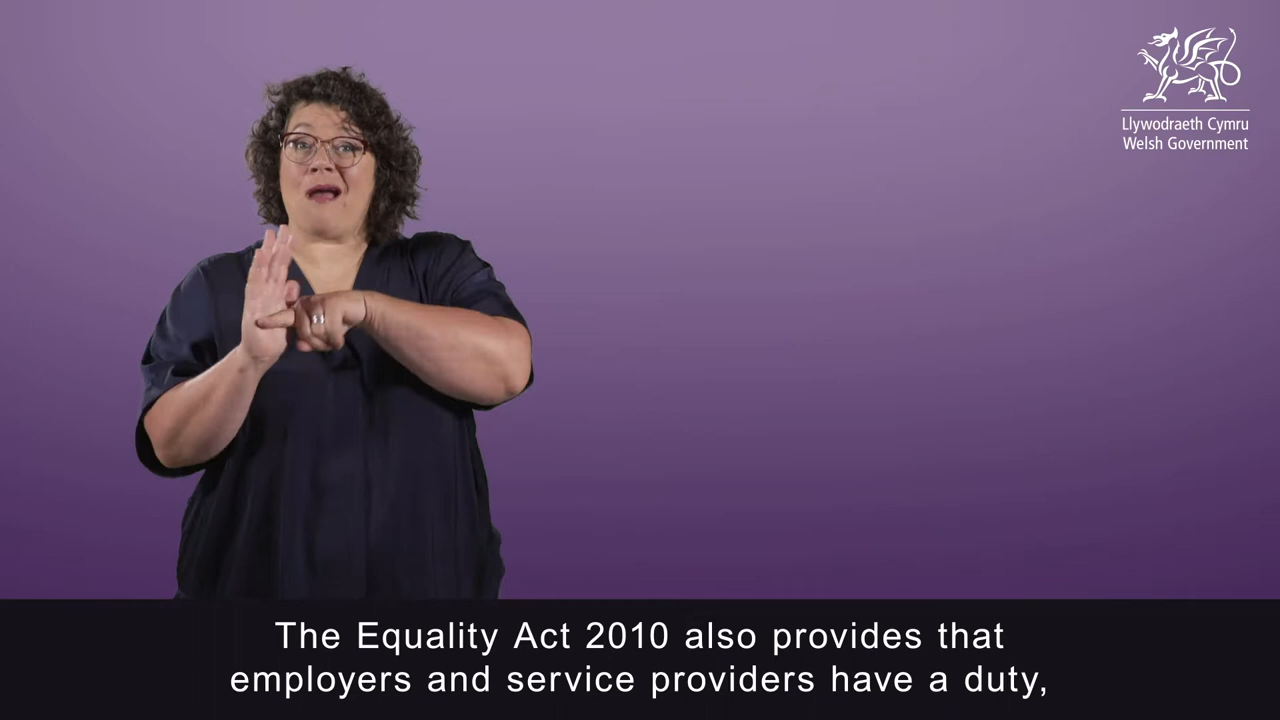 Llywodraeth Cymru
Welsh Government
The Equality Act 2010 also provides that
employers and service providers have a duty,